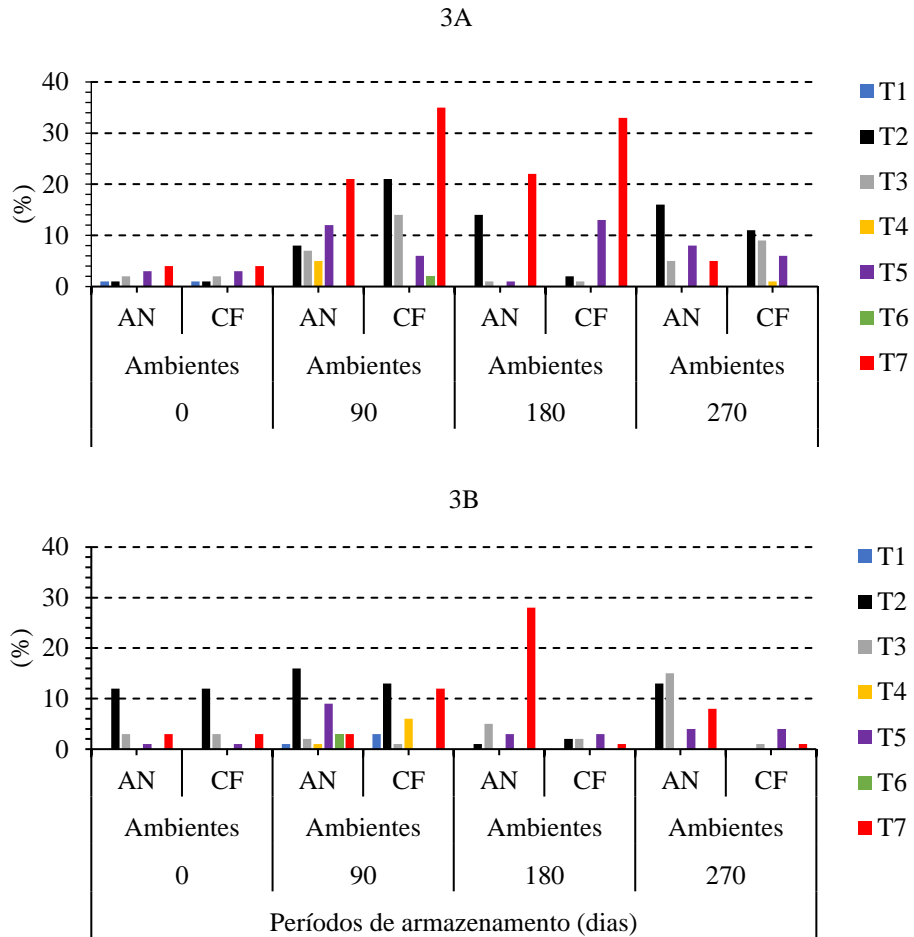 3A
40
30
20
10
0
(%)
AN CF AN CF AN CF AN CF
Ambientes Ambientes Ambientes Ambientes
0 90 180 270
T1
T2
T3
T4
T5
T6
T7
3B
40
30
20
10
0
(%)
AN CF AN CF AN CF AN CF
Ambientes Ambientes Ambientes Ambientes
0 90 180 270
Períodos de armazenamento (dias)
T1
T2
T3
T4
T5
T6
T7